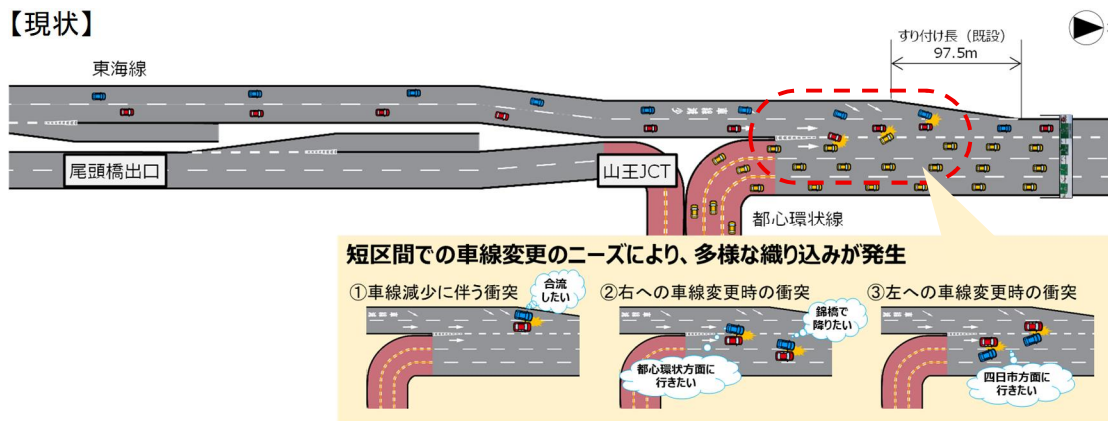 【現状】
すり付け長（既設）
97.5m
東海線
車線減少
尾頭橋出口
山王JCT
都心環状線
短区間での車線変更のニーズにより、多様な織り込みが発生
①車線減少に伴う衝突
②右への車線変更時の衝突
③左への車線変更時の衝突
合流
したい
錦橋で
降りたい
都心環状方面に
行きたい
四日市方面に
行きたい